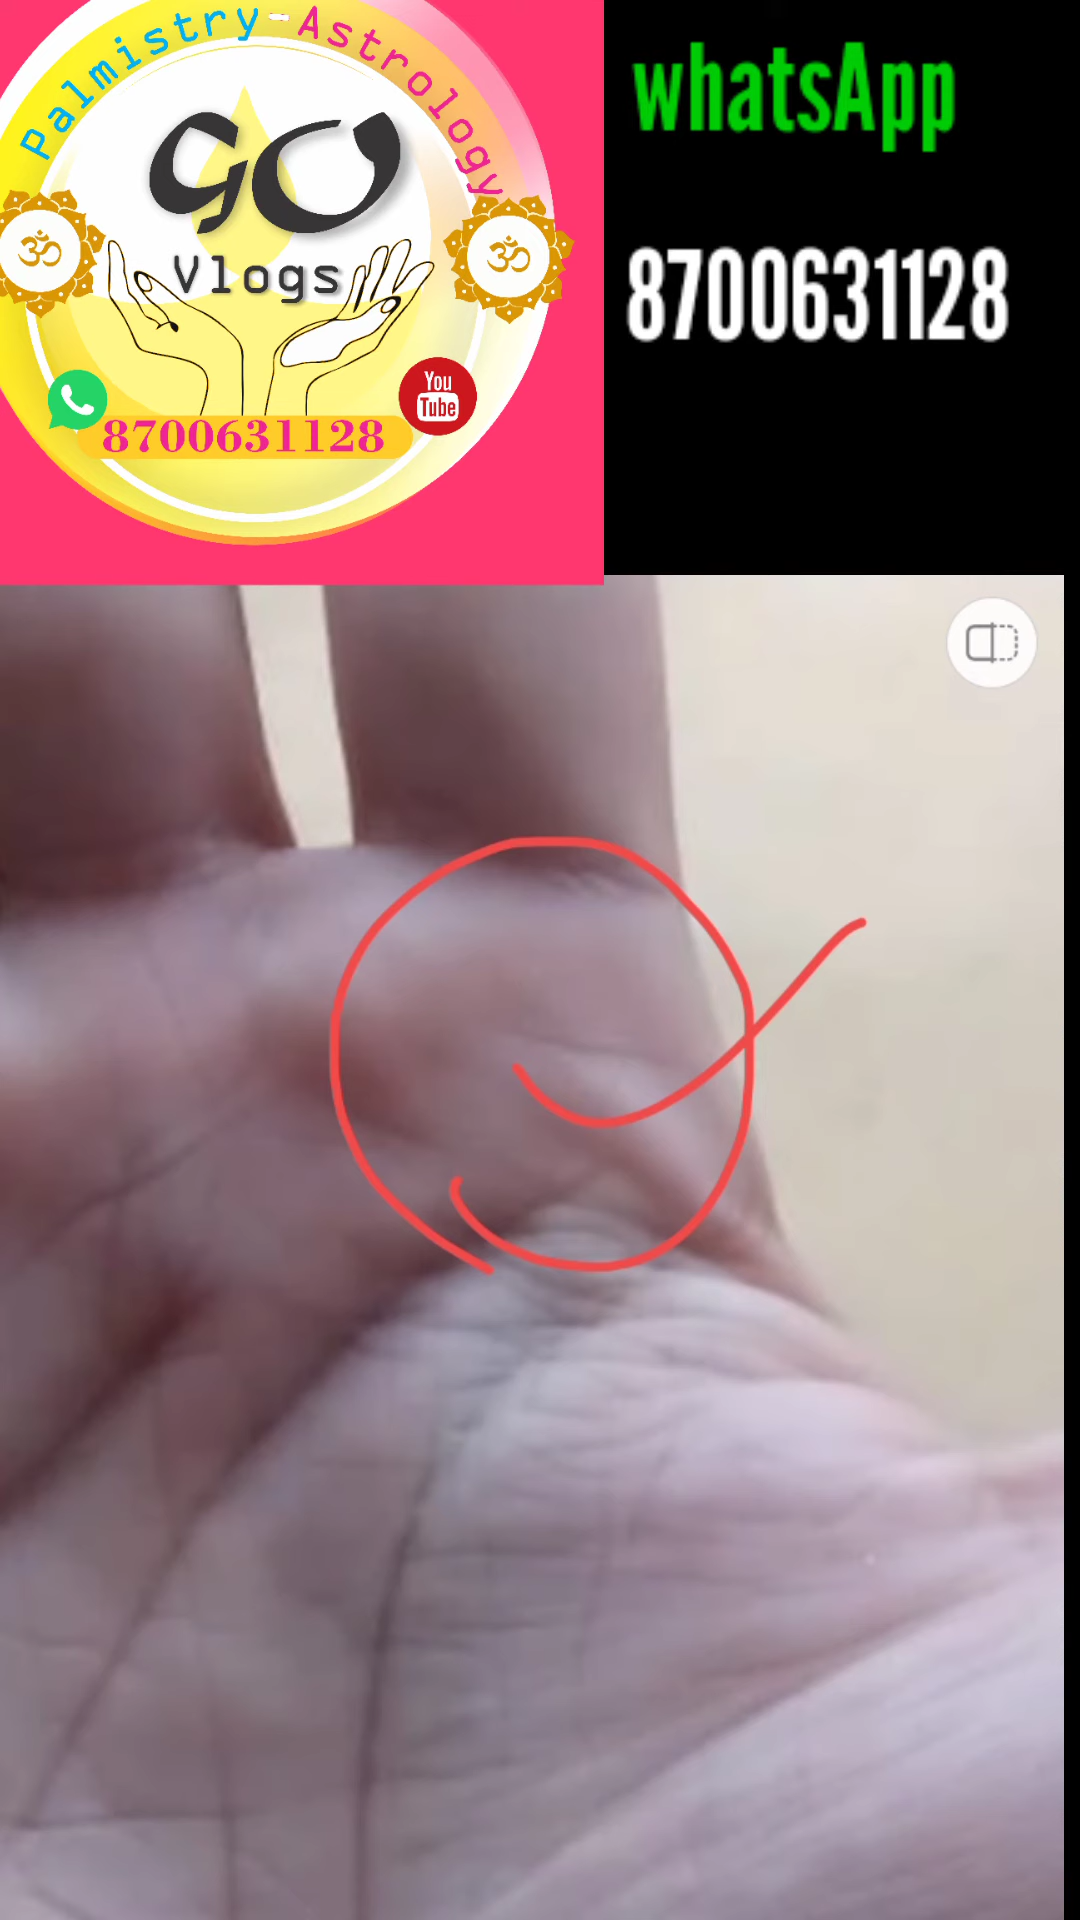 Palmistry-Astrology
GO
Vlogs
ॐ
ॐ
You
Tube
8700631128
whatsApp
8700631128